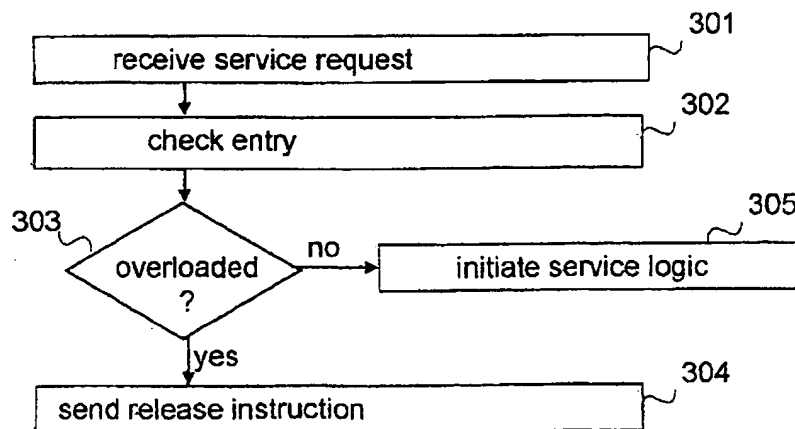 301
receive service request
302
check entry
303
overloaded
?
no
305
initiate service logic
yes
304
send release instruction